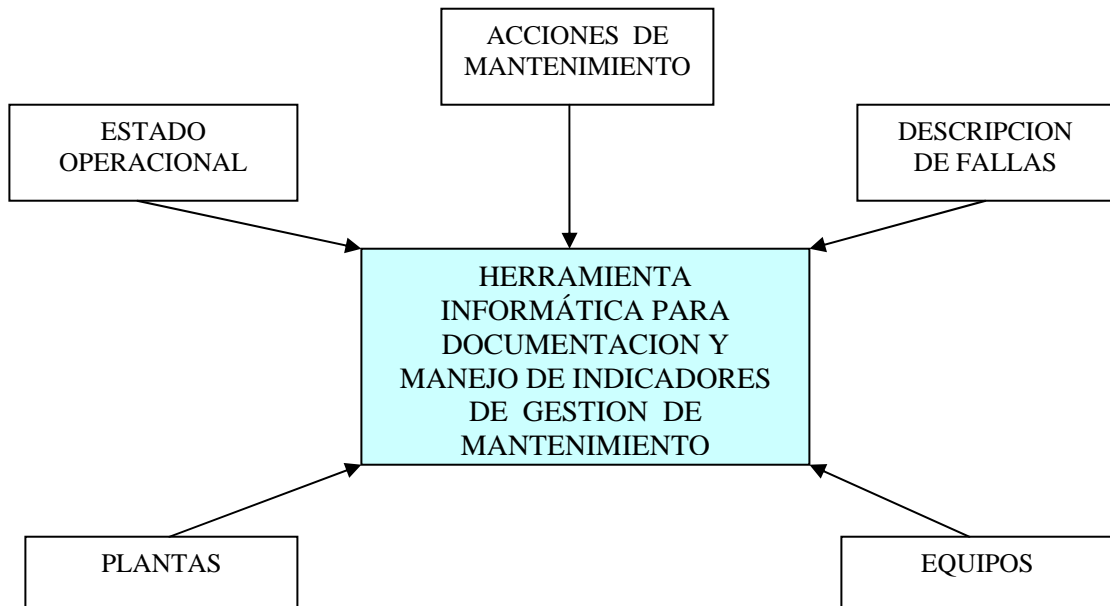 ACCIONES DE
MANTENIMIENTO
ESTADO
OPERACIONAL
DESCRIPCION
DE FALLAS
HERRAMIENTA
INFORMÁTICA PARA
DOCUMENTACION Y
MANEJO DE INDICADORES
DE GESTION DE
MANTENIMIENTO
PLANTAS
EQUIPOS